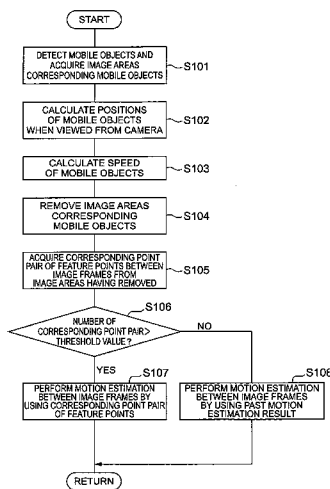 START
DETECT MOBILE OBJECTS AND
ACQUIRE IMAGE AREAS
CORRESPONDING MOBILE OBJECTS
S101
CALCULATE POSITIONS
OF MOBILE OBJECTS
WHEN VIEWED FROM CAMERA
S102
CALCULATE SPEED
OF MOBILE OBJECTS
S103
REMOVE IMAGE AREAS
CORRESPONDING
MOBILE OBJECTS
S104
ACQUIRE CORRESPONDING POINT
PAIR OF FEATURE POINTS BETWEEN
IMAGE FRAMES FROM
IMAGE AREAS HAVING REMOVED
S105
S106
NUMBER OF
CORRESPONDING POINT PAIR>
THRESHOLD VALUE?
NO
YES
S107
PERFORM MOTION ESTIMATION
BETWEEN IMAGE FRAMES BY
USING CORRESPONDING POINT PAIR
OF FEATURE POINTS
S108
PERFORM MOTION ESTIMATION
BETWEEN IMAGE FRAMES
BY USING PAST MOTION
ESTIMATION RESULT
RETURN